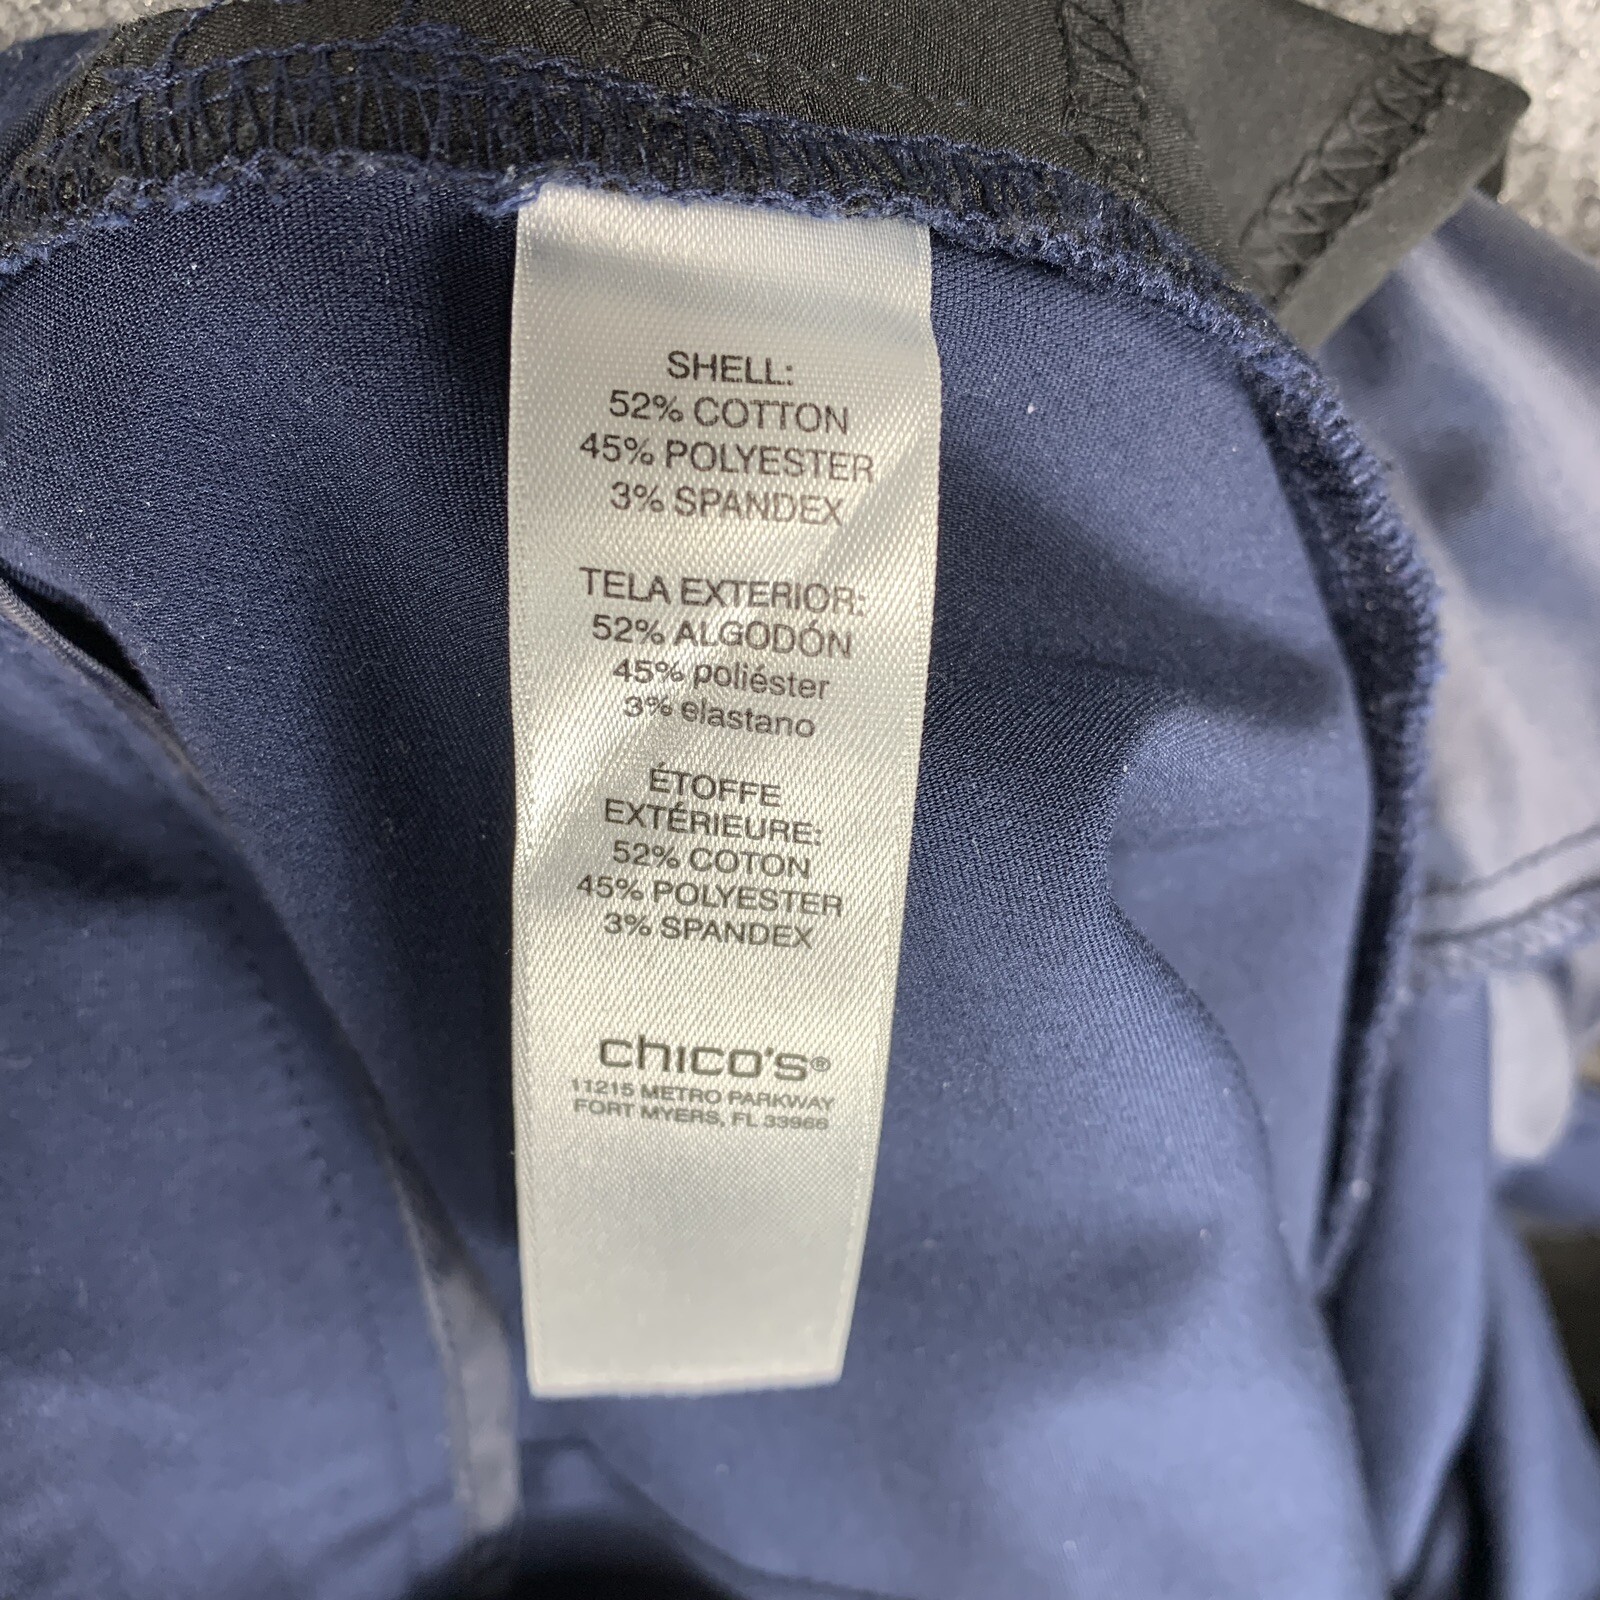 SHELL:
52% COTTON
45% POLYESTER
3% SPANDEX
TELA EXTERIOR:
52% ALGODÓN
45% poliéster
3% elastano
ÉTOFFE
EXTÉRIEURE:
52% COTON
45% POLYESTER
3% SPANDEX
chico's®
11215 METRO PARKWAY
FORT MYERS, FL 33966